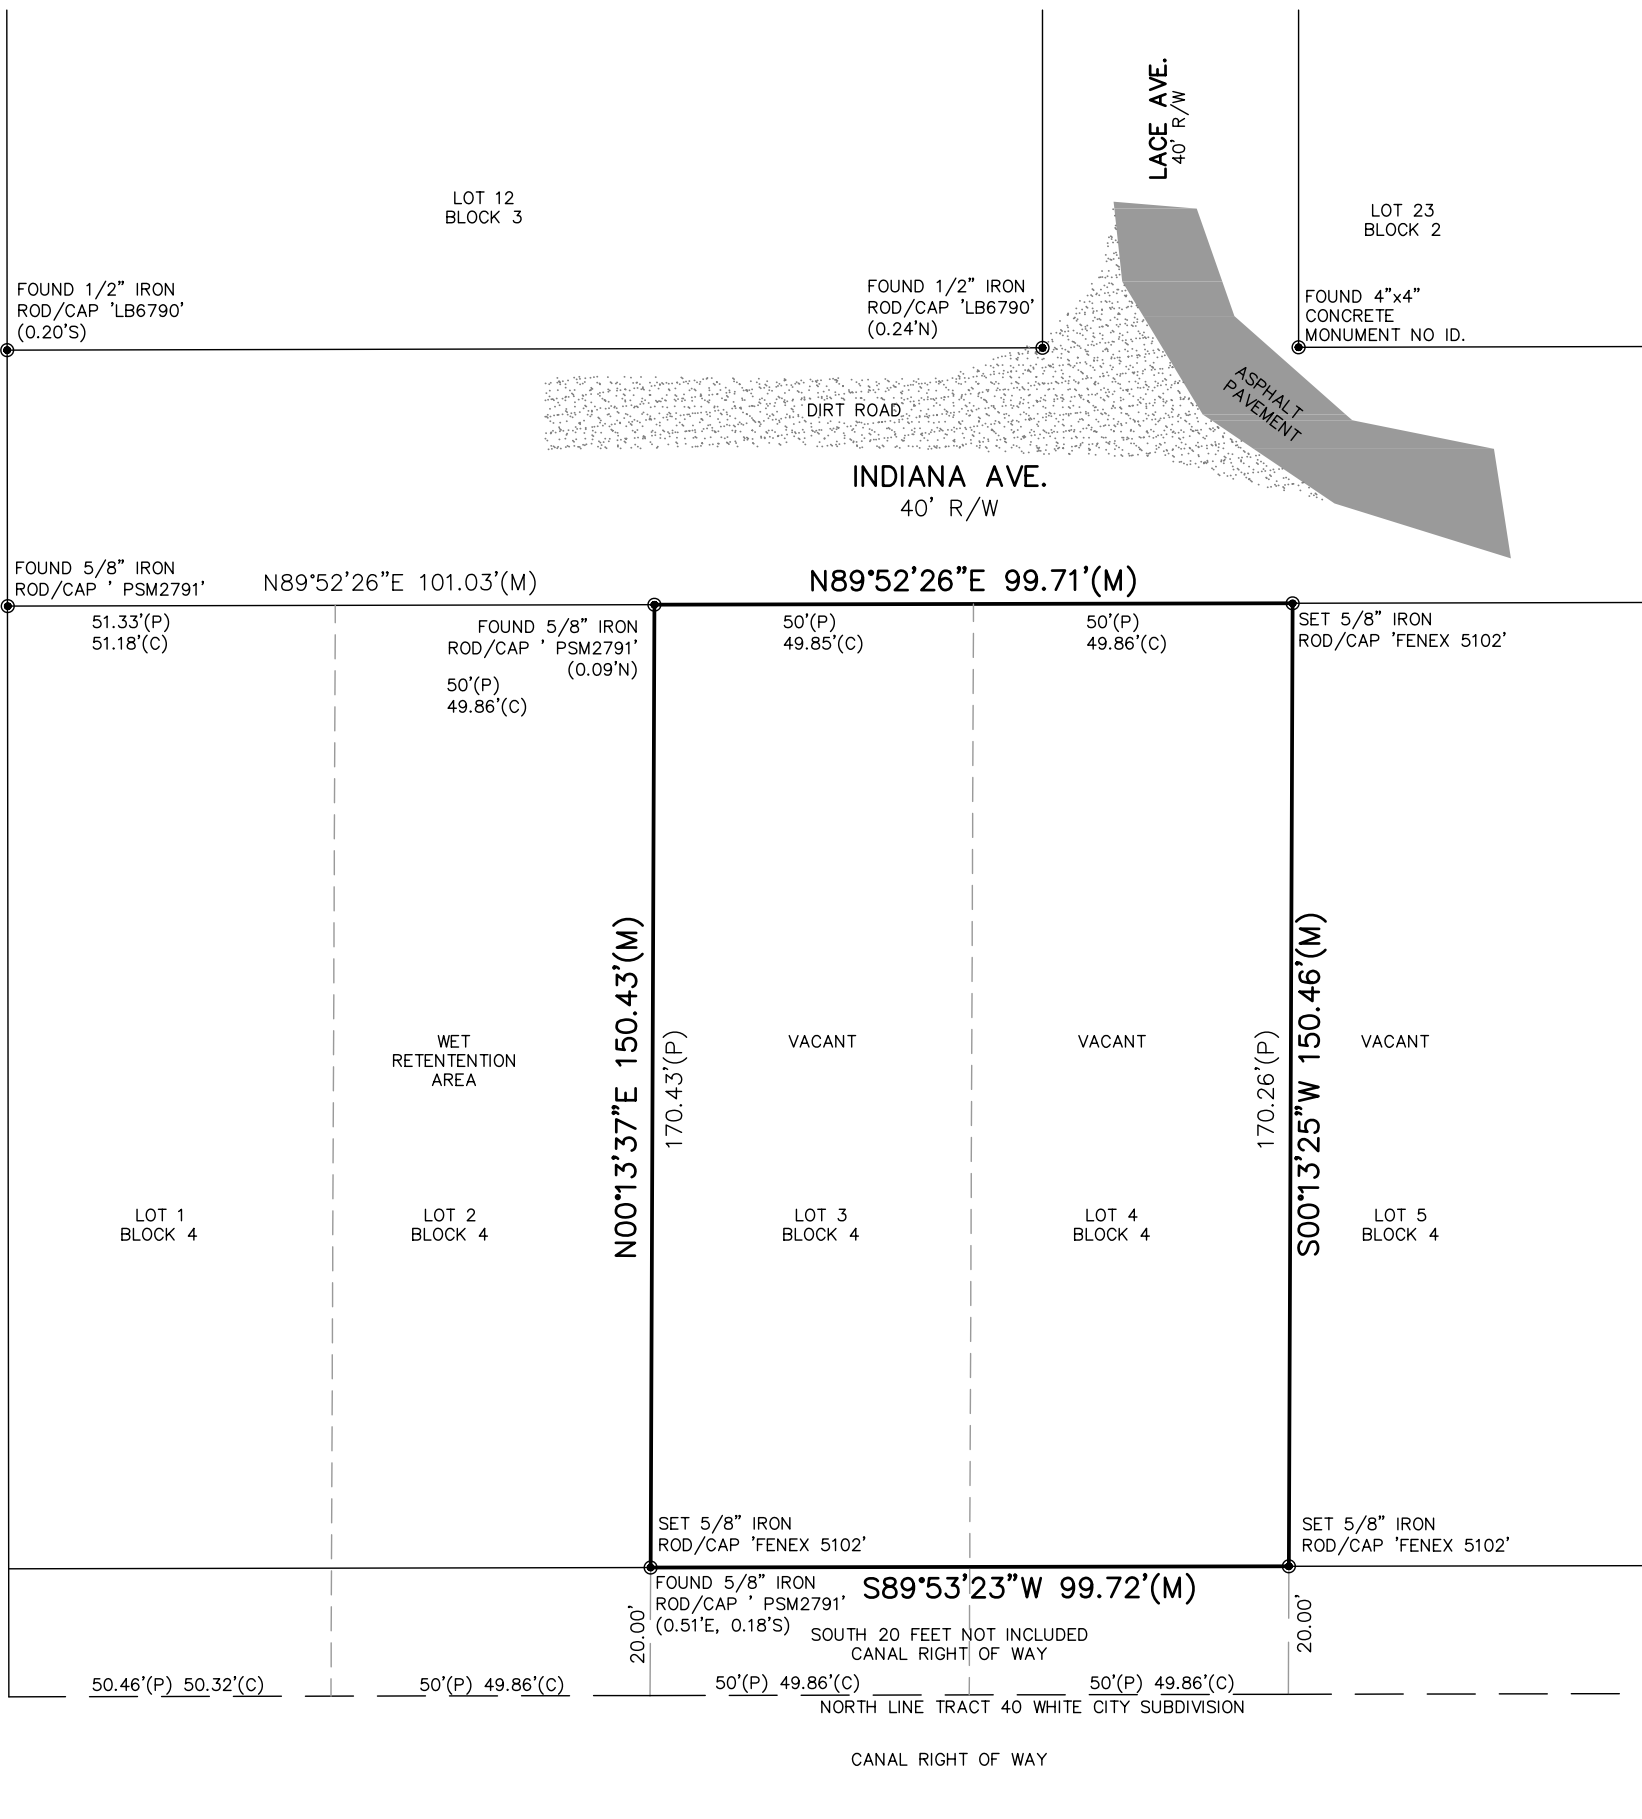 LACE AVE.
40' R/W
LOT 12
BLOCK 3
LOT 23
BLOCK 2
FOUND 1/2" IRON
ROD/CAP 'LB6790'
(0.20'S)
FOUND 1/2" IRON
ROD/CAP 'LB6790'
(0.24'N)
FOUND 4"x4"
CONCRETE
MONUMENT NO ID.
ASPHALT
PAVEMENT
DIRT ROAD
INDIANA AVE.
40' R/W
FOUND 5/8" IRON
ROD/CAP ' PSM2791'
N89°52'26"E 101.03'(M)
N89°52'26"E 99.71'(M)
51.33'(P)
51.18'(C)
FOUND 5/8" IRON
ROD/CAP ' PSM2791'
(0.09'N)
50'(P)
49.86'(C)
50'(P)
49.85'(C)
50'(P)
49.86'(C)
SET 5/8" IRON
ROD/CAP 'FENEX 5102'
N00°13'37"E 150.43'(M)
170.43'(P)
170.26'(P)
S00°13'25"W 150.46'(M)
WET
RETENTENTION
AREA
VACANT
VACANT
VACANT
LOT 1
BLOCK 4
LOT 2
BLOCK 4
LOT 3
BLOCK 4
LOT 4
BLOCK 4
LOT 5
BLOCK 4
SET 5/8" IRON
ROD/CAP 'FENEX 5102'
SET 5/8" IRON
ROD/CAP 'FENEX 5102'
FOUND 5/8" IRON
ROD/CAP ' PSM2791'
(0.51'E, 0.18'S)
S89°53'23"W 99.72'(M)
20.00'
20.00'
SOUTH 20 FEET NOT INCLUDED
CANAL RIGHT OF WAY
50.46'(P) 50.32'(C)
50'(P) 49.86'(C)
50'(P) 49.86'(C)
50'(P) 49.86'(C)
NORTH LINE TRACT 40 WHITE CITY SUBDIVISION
CANAL RIGHT OF WAY